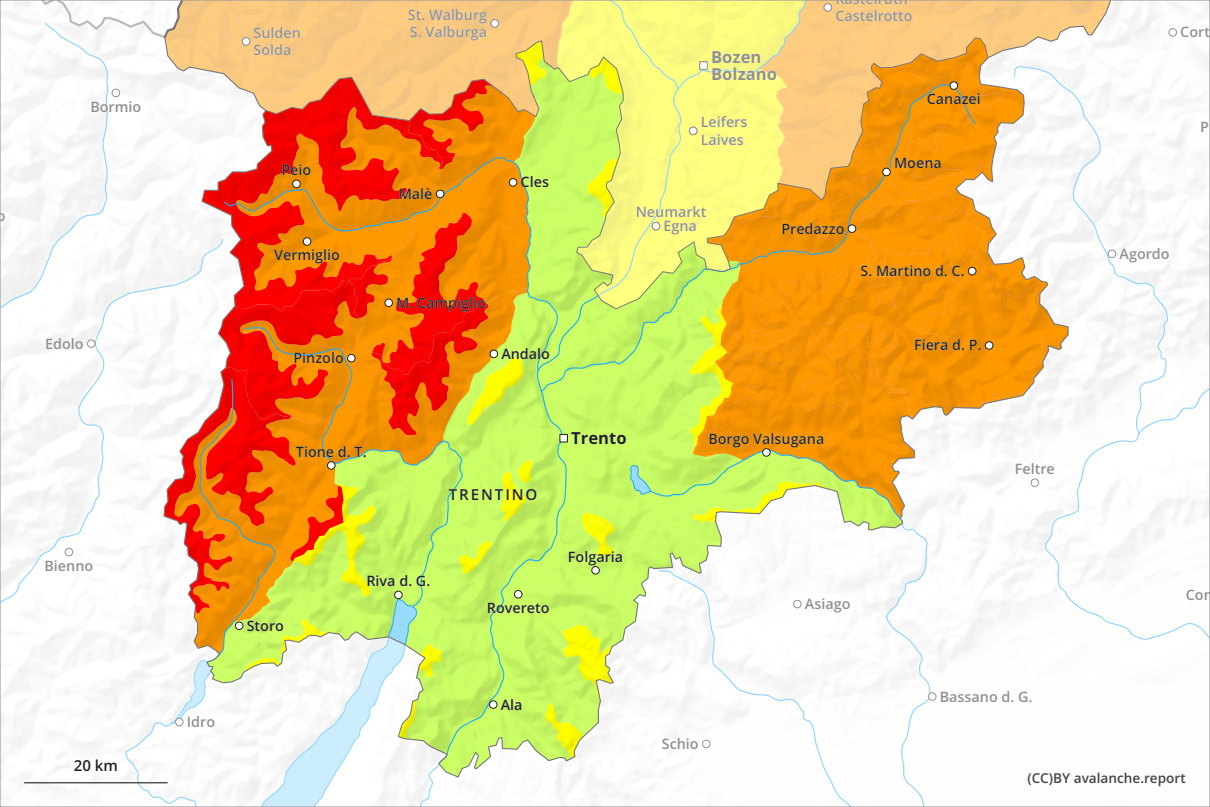 Kastelruth
Castelrotto
St. Walburg
S. Valburga
Sulden
Solda
Cort
Bozen
Bolzano
Bormio
Canazei
Leifers
Laives
P
Moena
Peio
Malè
Cles
Neumarkt
Egna
Predazzo
Vermiglio
Agordo
S. Martino d. C.
M. Campiglio
Edolo
Pinzolo
Andalo
Fiera d. P.
Trento
Borgo Valsugana
Tione d. T.
Feltre
TRENTINO
Bienno
Folgaria
Riva d. G.
Cor
Rovereto
Asiago
Storo
Bassano d. G.
Ala
Idro
Schio
20 km
(CC)BY avalanche.report